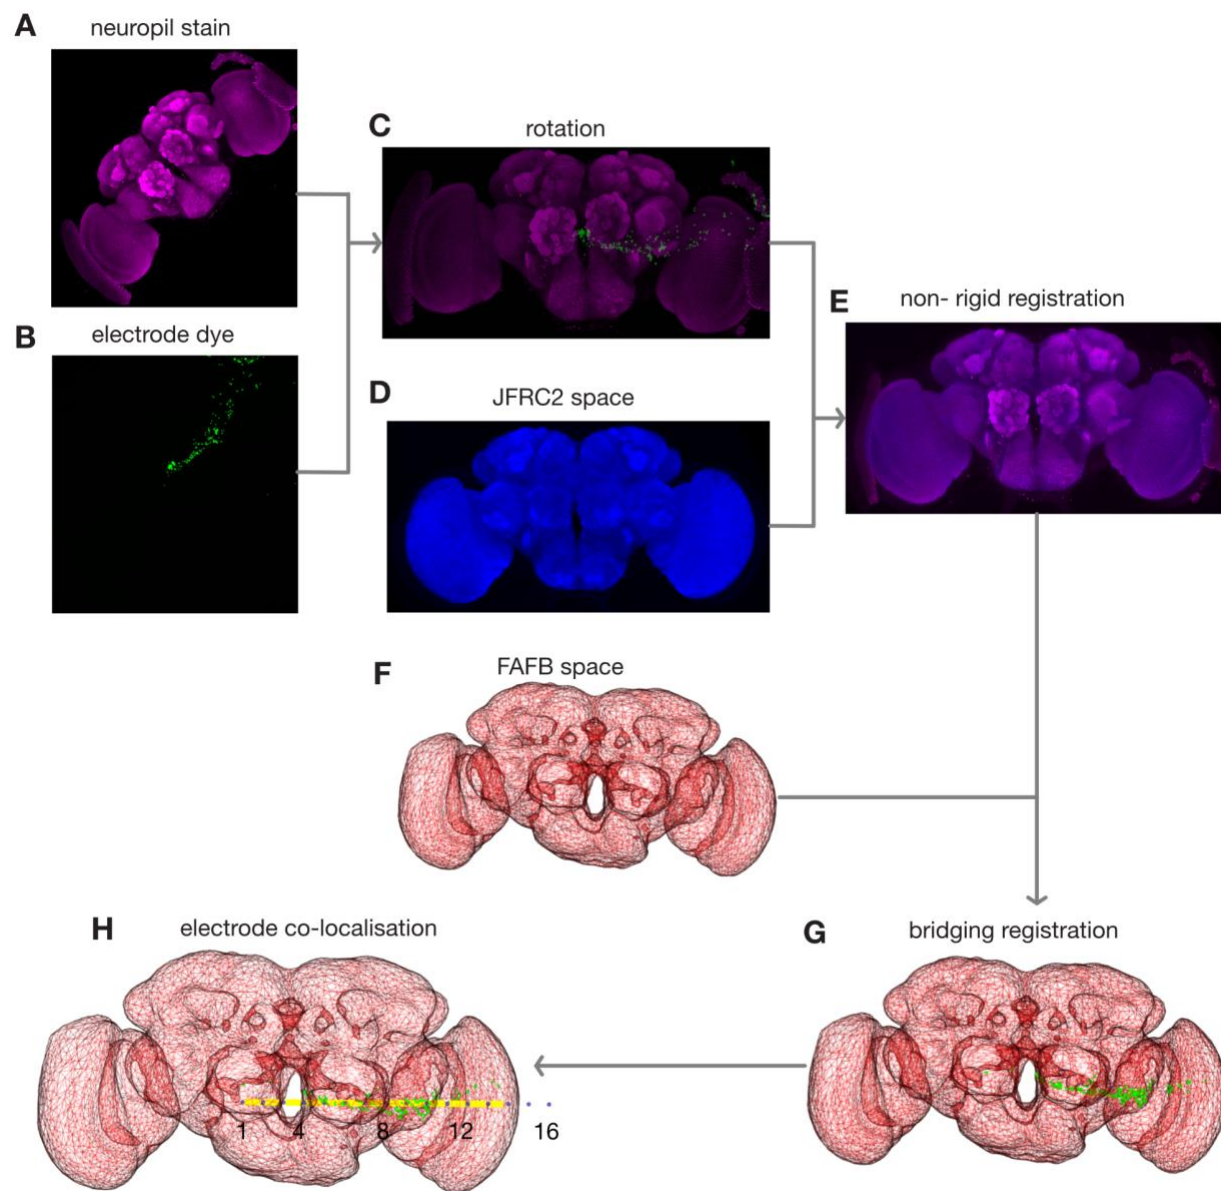 A neuropil stain
B electrode dye
C rotation
D JFRC2 space
E non- rigid registration
F FAFB space
G bridging registration
H electrode co-localisation
1 4 8 12 16